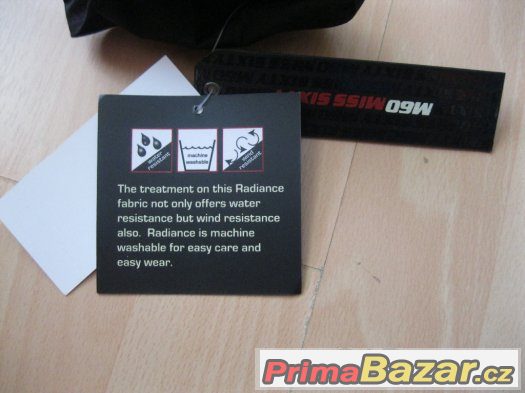 M60 MISS SIXTY
water
resistant
machine
washable
wind
resistant
The treatment on this Radiance
fabric not only offers water
resistance but wind resistance
also. Radiance is machine
washable for easy care and
easy wear.
PrimaBazar.cz